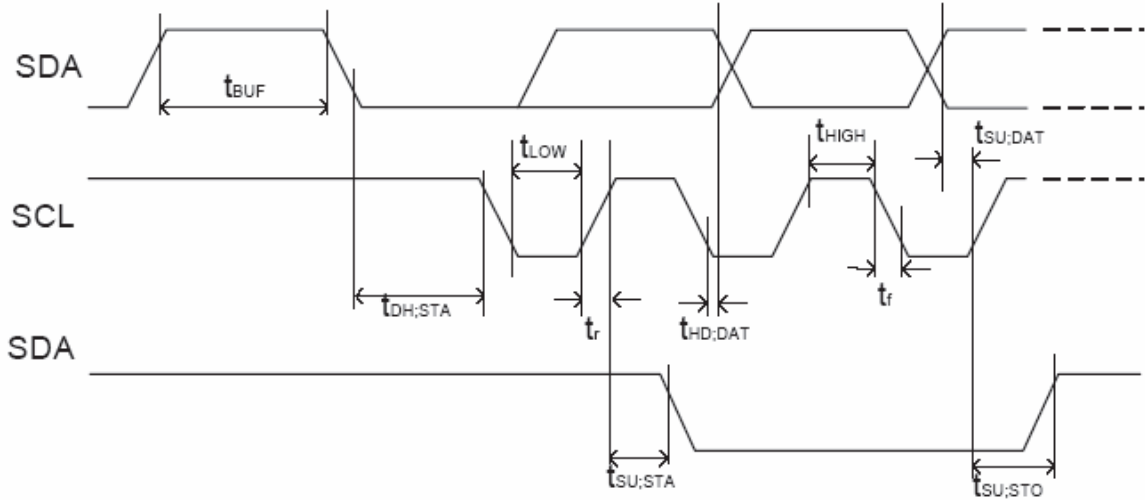 SDA
tBUF
tHIGH
tSU;DAT
tLOW
SCL
tDH;STA
tr
tHD;DAT
tf
SDA
tSU;STA
tSU;STO